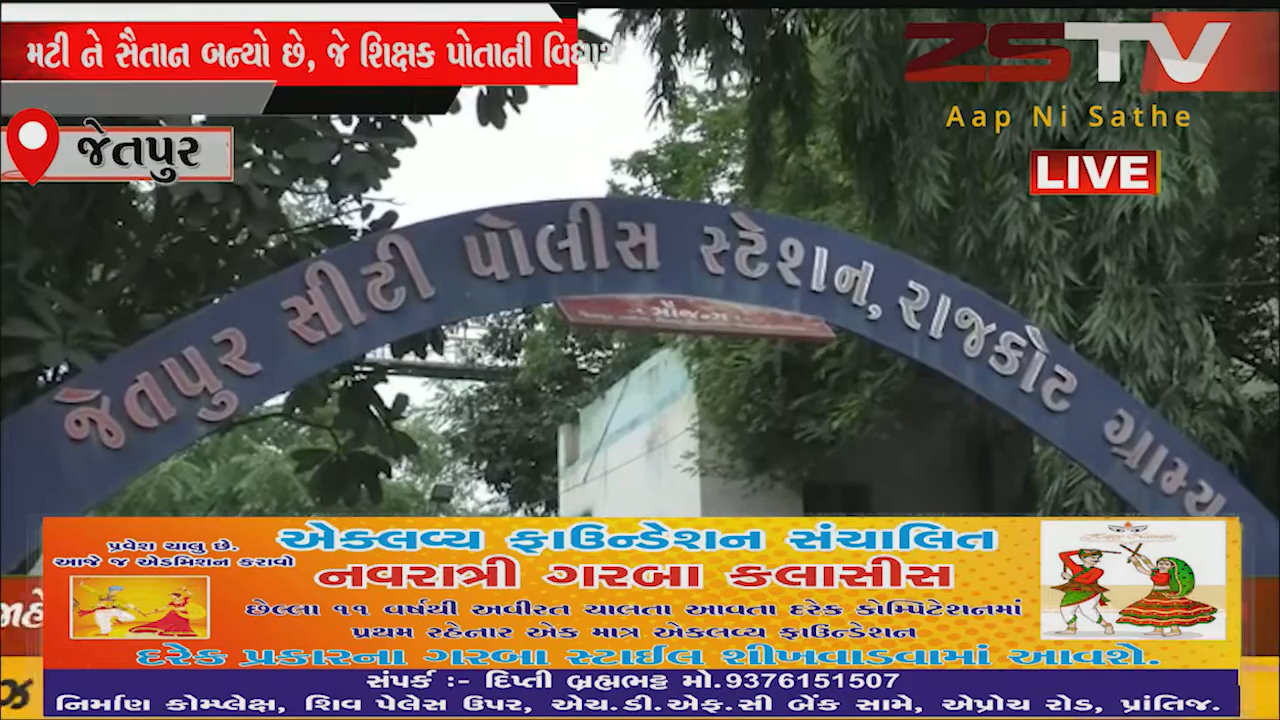 મટી ને સૈતાન બન્યો છે, જે શિક્ષક પોતાની વિદ્યાર્થ
ZSTV
Aap Ni Sathe
જેતપુર
LIVE
જેતપુર સીટી પોલીસ સ્ટેશન, રાજકોટ ગ્રામ્ય
સૌજન્ય
પ્રવેશ ચાલુ છે.
આજે જ એડમિશન કરાવો
એકલવ્ય ફાઉન્ડેશન સંચાલિત
નવરાત્રી ગરબા કલાસીસ
છેલ્લા ૧૧ વર્ષથી અવીરત ચાલતા આવતા દરેક કોમ્પિટેશનમાં
પ્રથમ રહેનાર એક માત્ર એકલવ્ય ફાઉન્ડેશન
દરેક પ્રકારના ગરબા સ્ટાઈલ શીખવાડવામાં આવશે.
સંપર્ક :- દિપ્તી બ્રહ્મભટ્ટ મો.9376151507
નિર્માણ કોમ્પ્લેક્ષ, શિવ પેલેસ ઉપર, એચ.ડી.એફ.સી બેંક સામે, એપ્રોચ રોડ, પ્રાંતિજ.